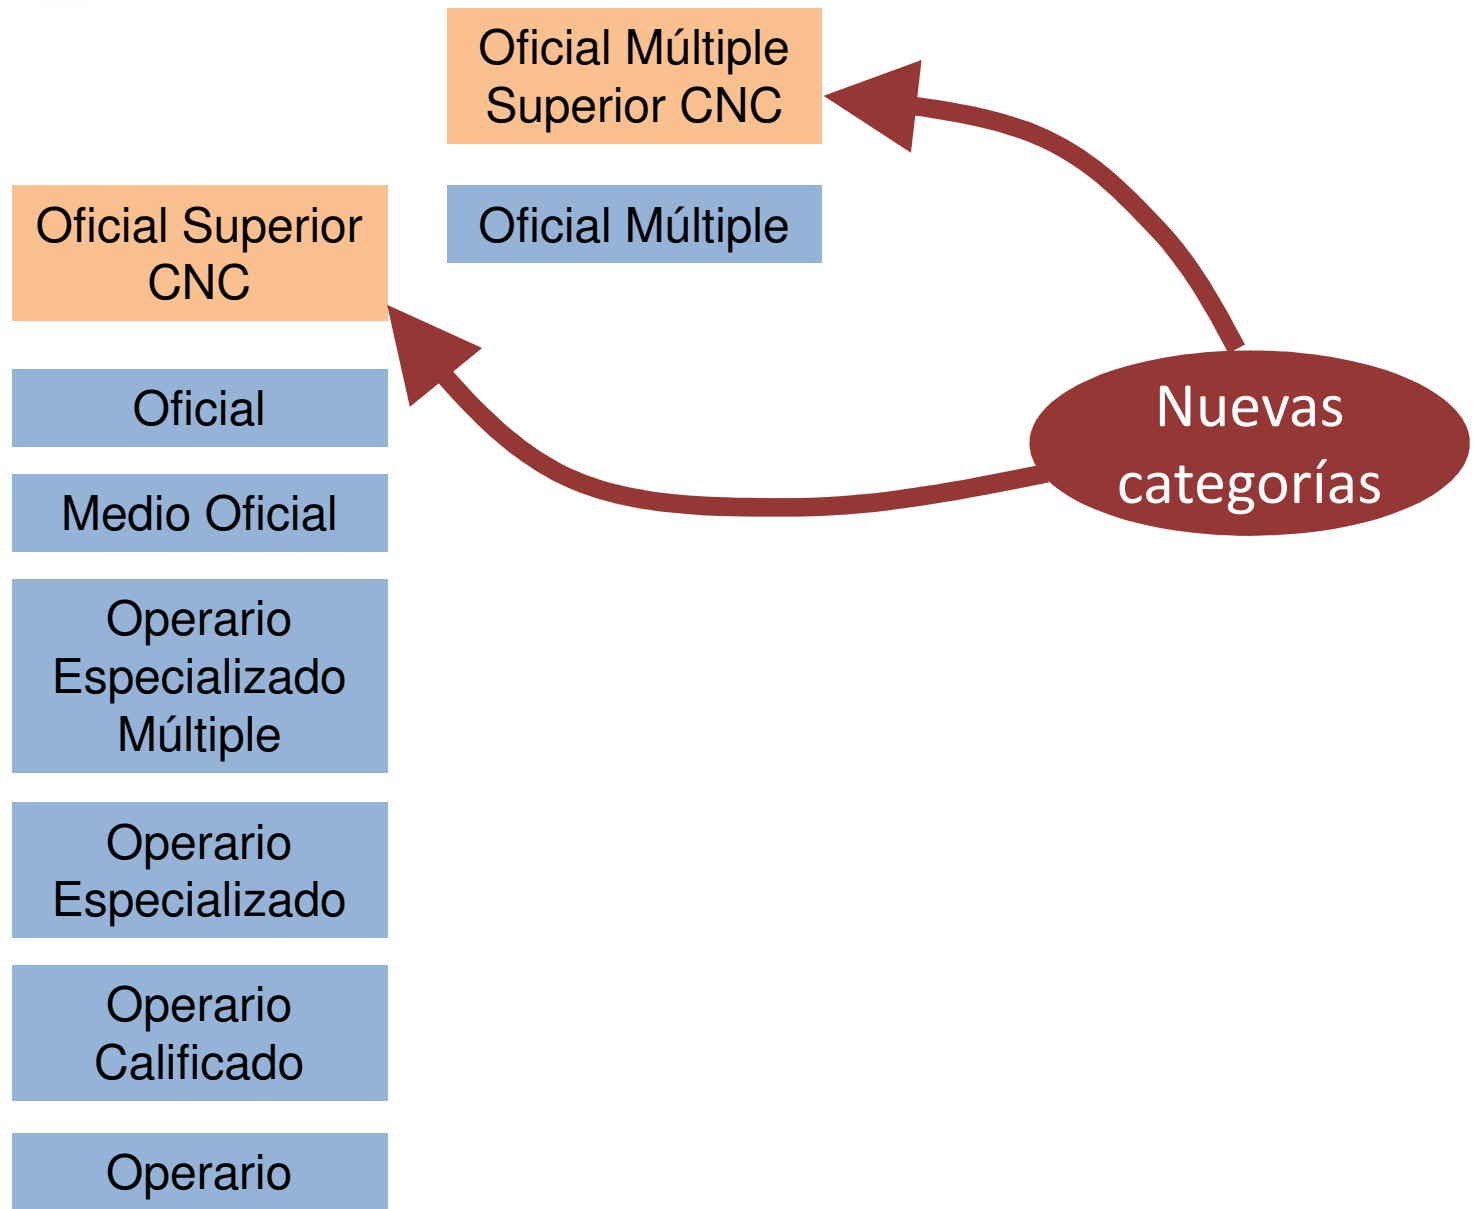 Oficial Múltiple
Superior CNC
Oficial Múltiple
Oficial Superior
CNC
Oficial
Medio Oficial
Operario
Especializado
Múltiple
Operario
Especializado
Operario
Calificado
Operario
Nuevas
categorías